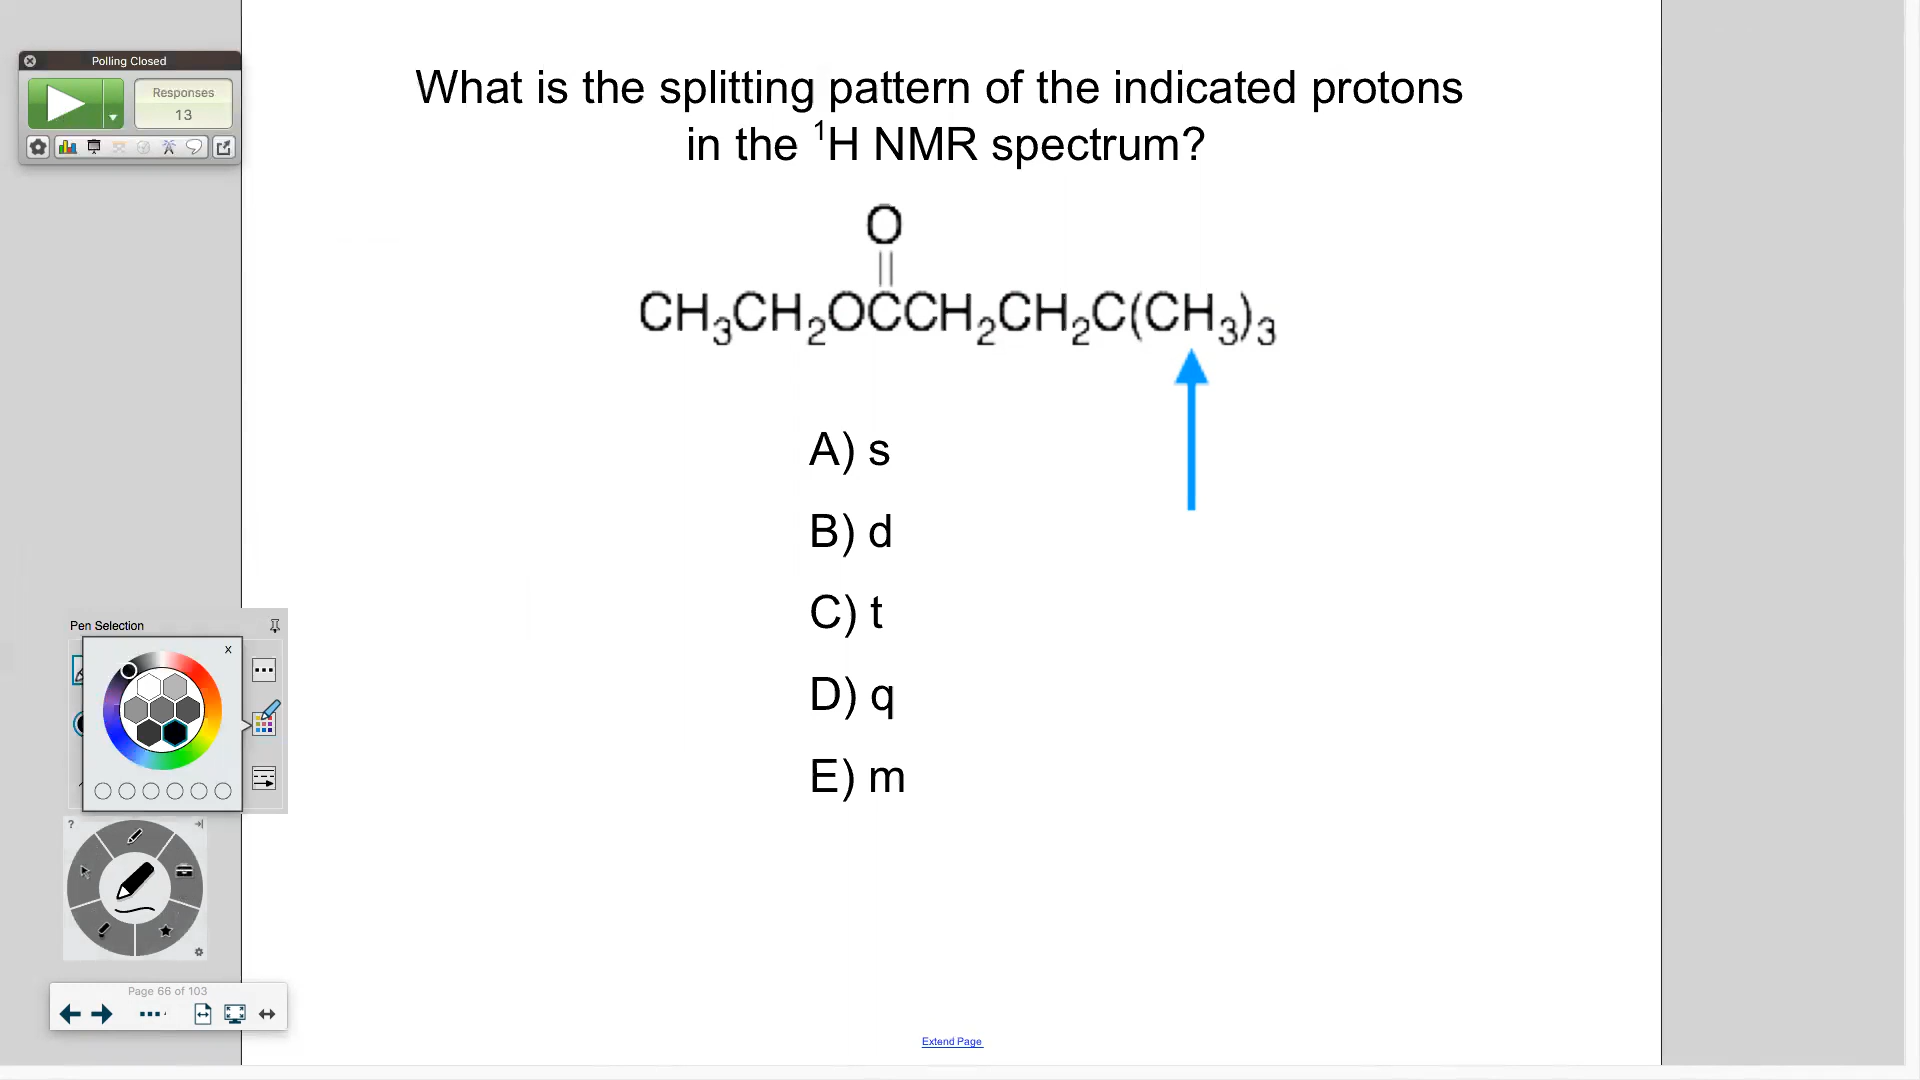 Polling Closed
Responses
13
What is the splitting pattern of the indicated protons
in the ¹H NMR spectrum?
O
CH₃CH₂OCCH₂CH₂C(CH₃)₃
A) s
B) d
C) t
D) q
E) m
Pen Selection
x
?
Page 66 of 103
Extend Page